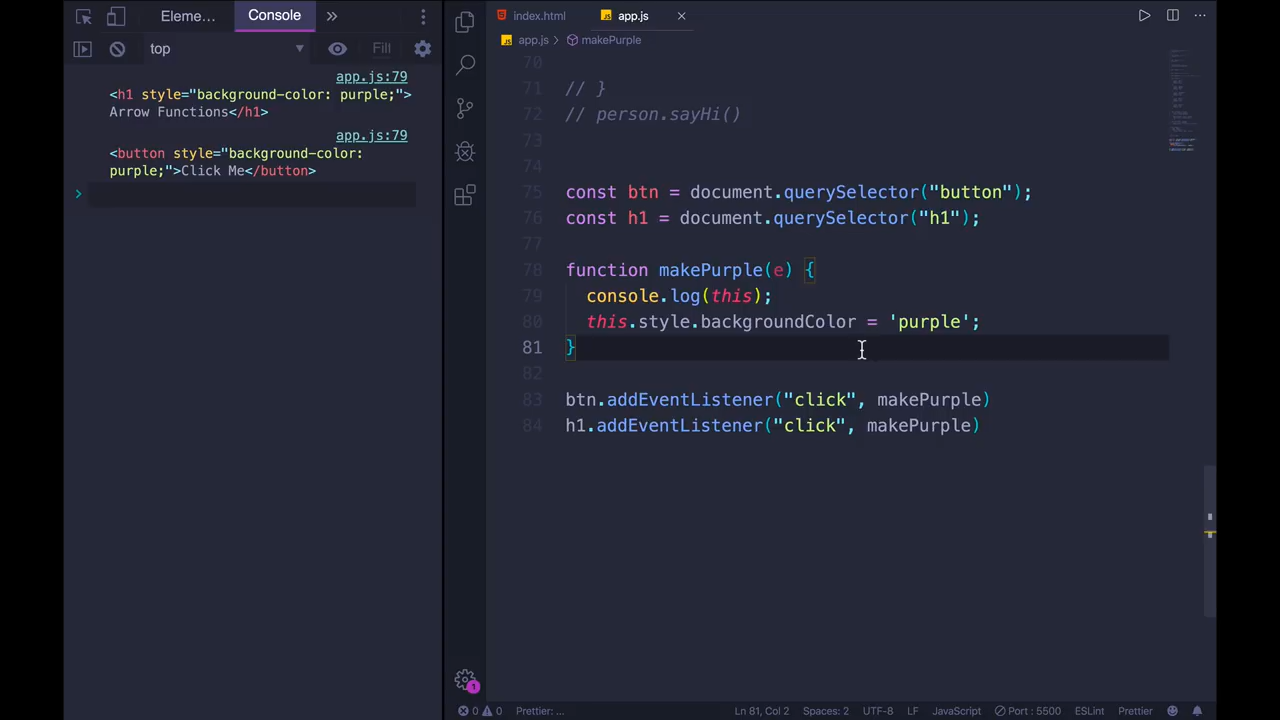 Eleme…
Console
top
Fill
app.js:79
<h1 style="background-color: purple;">
Arrow Functions</h1>
app.js:79
<button style="background-color:
purple;">Click Me</button>
>
index.html
app.js
app.js > makePurple
70
71 // }
72 // person.sayHi()
73
74
75 const btn = document.querySelector("button");
76 const h1 = document.querySelector("h1");
77
78 function makePurple(e) {
79 console.log(this);
80 this.style.backgroundColor = 'purple';
81 }
82
83 btn.addEventListener("click", makePurple)
84 h1.addEventListener("click", makePurple)
1
0 0 Prettier: … Ln 81, Col 2 Spaces: 2 UTF-8 LF JavaScript Port : 5500 ESLint Prettier